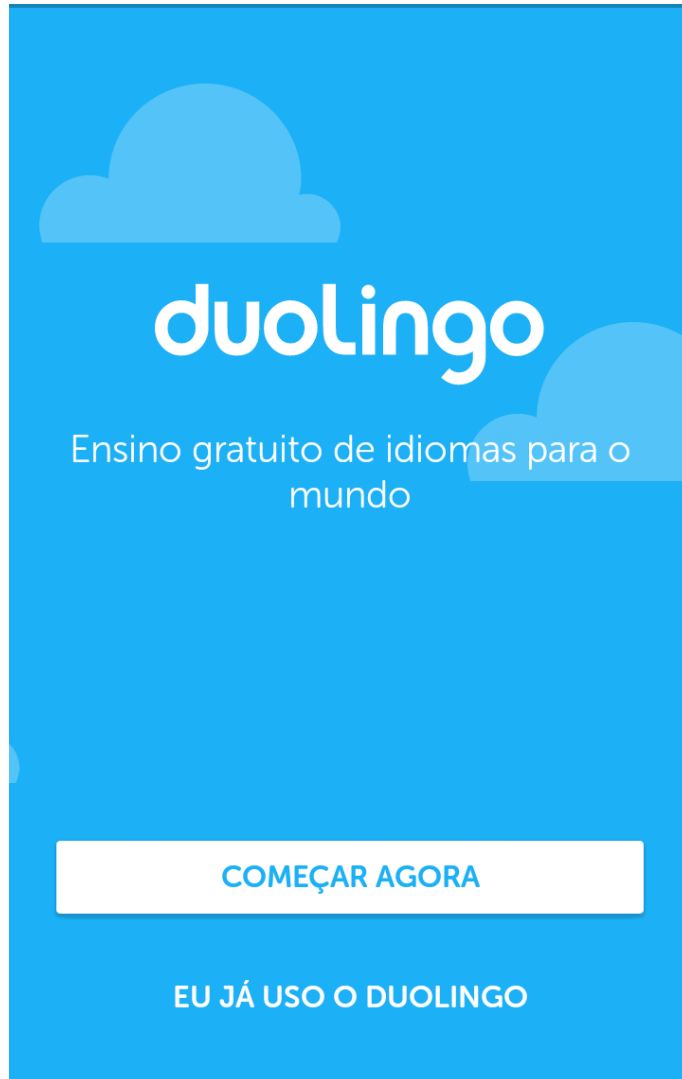 duolingo
Ensino gratuito de idiomas para o
mundo
COMEÇAR AGORA
EU JÁ USO O DUOLINGO